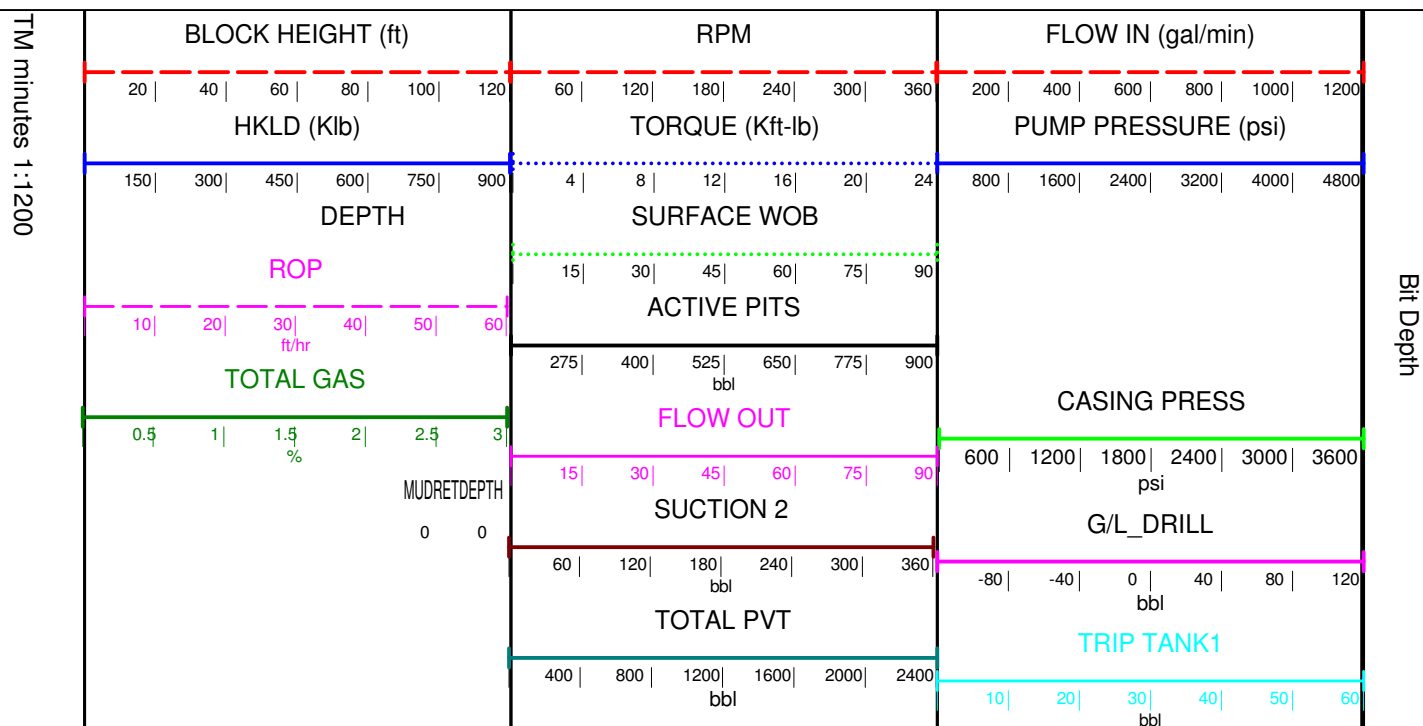 TM minutes 1:1200
BLOCK HEIGHT (ft)
20 40 60 80 100 120
HKLD (Klb)
150 300 450 600 750 900
DEPTH
ROP
10 20 30 40 50 60
ft/hr
TOTAL GAS
0.5 1 1.5 2 2.5 3
%
MUDRETDEPTH
0 0
RPM
60 120 180 240 300 360
TORQUE (Kft-lb)
4 8 12 16 20 24
SURFACE WOB
15 30 45 60 75 90
ACTIVE PITS
275 400 525 650 775 900
bbl
FLOW OUT
15 30 45 60 75 90
SUCTION 2
60 120 180 240 300 360
bbl
TOTAL PVT
400 800 1200 1600 2000 2400
bbl
FLOW IN (gal/min)
200 400 600 800 1000 1200
PUMP PRESSURE (psi)
800 1600 2400 3200 4000 4800
CASING PRESS
600 1200 1800 2400 3000 3600
psi
G/L_DRILL
-80 -40 0 40 80 120
bbl
TRIP TANK1
10 20 30 40 50 60
bbl
Bit Depth